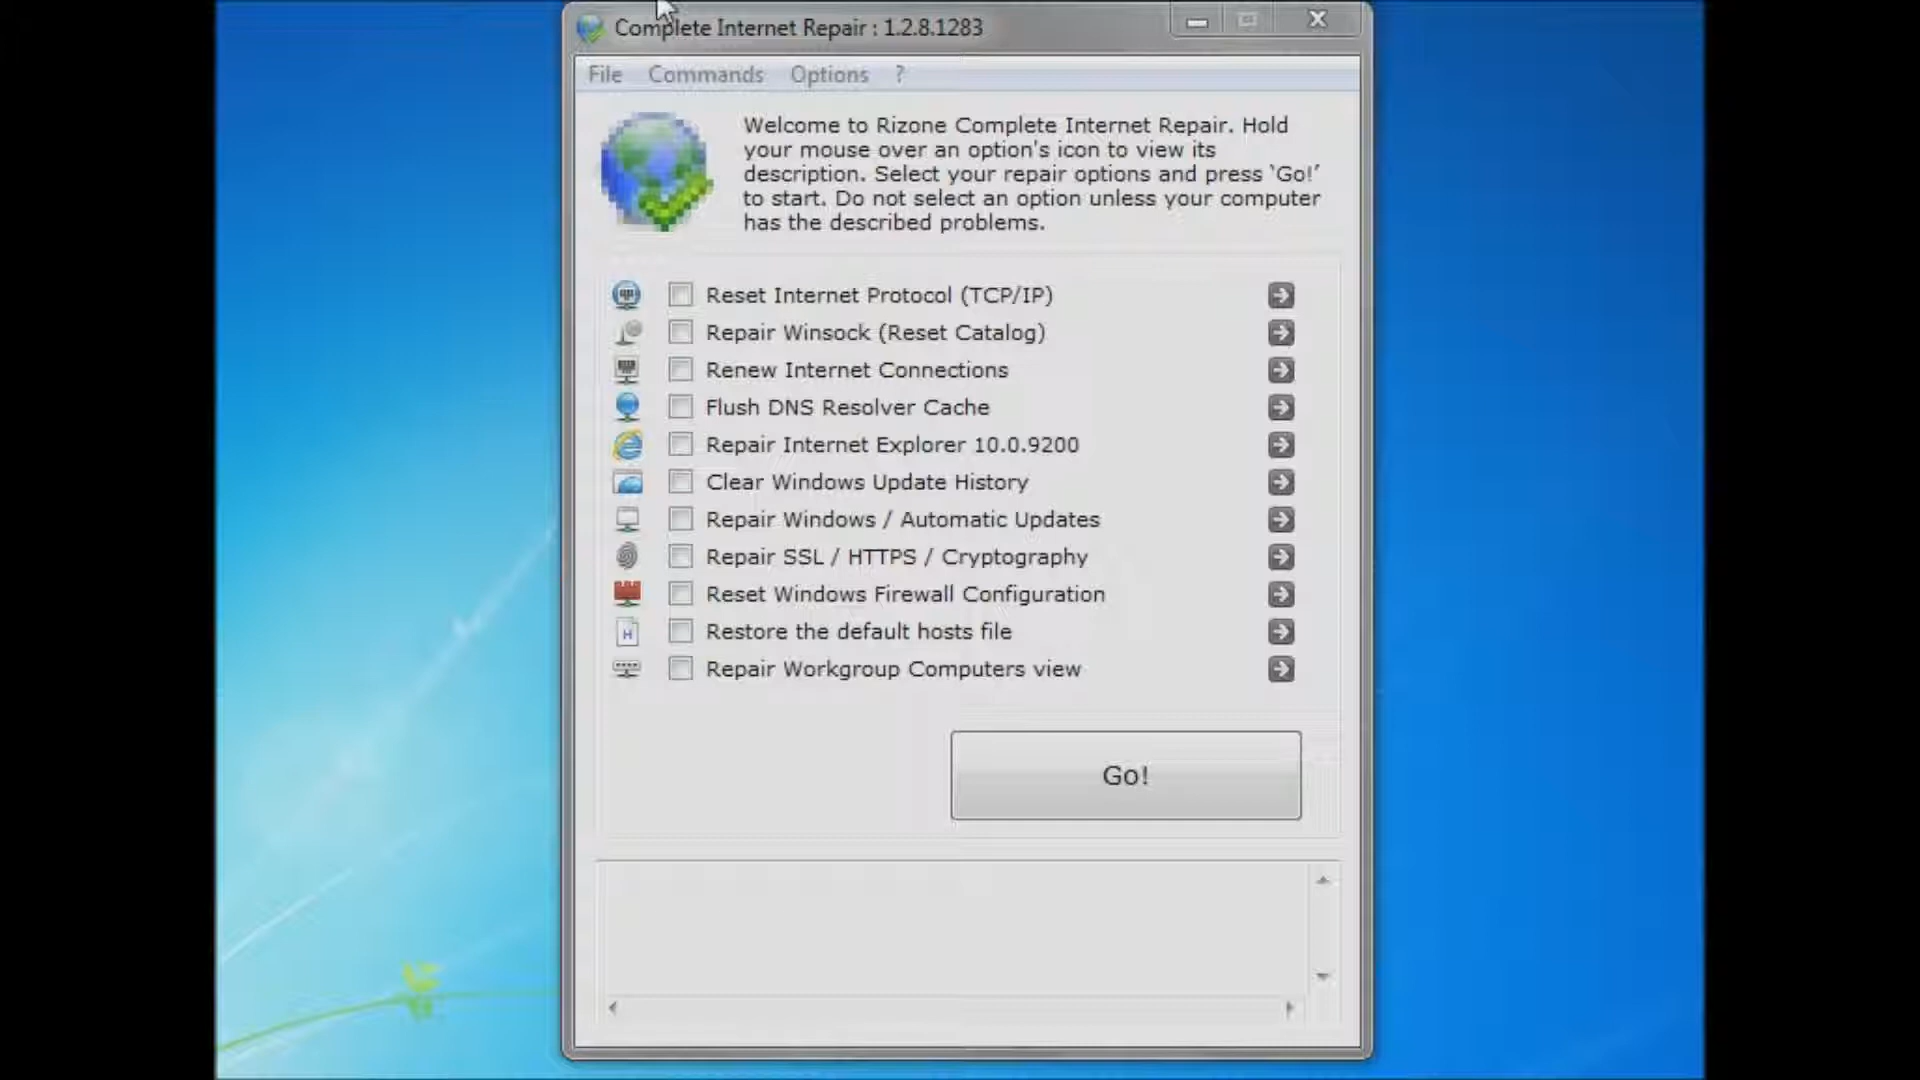 Complete Internet Repair : 1.2.8.1283
File Commands Options ?
Welcome to Rizone Complete Internet Repair. Hold
your mouse over an option's icon to view its
description. Select your repair options and press ‘Go!’
to start. Do not select an option unless your computer
has the described problems.
Reset Internet Protocol (TCP/IP)
Repair Winsock (Reset Catalog)
Renew Internet Connections
Flush DNS Resolver Cache
Repair Internet Explorer 10.0.9200
Clear Windows Update History
Repair Windows / Automatic Updates
Repair SSL / HTTPS / Cryptography
Reset Windows Firewall Configuration
H Restore the default hosts file
Repair Workgroup Computers view
Go!